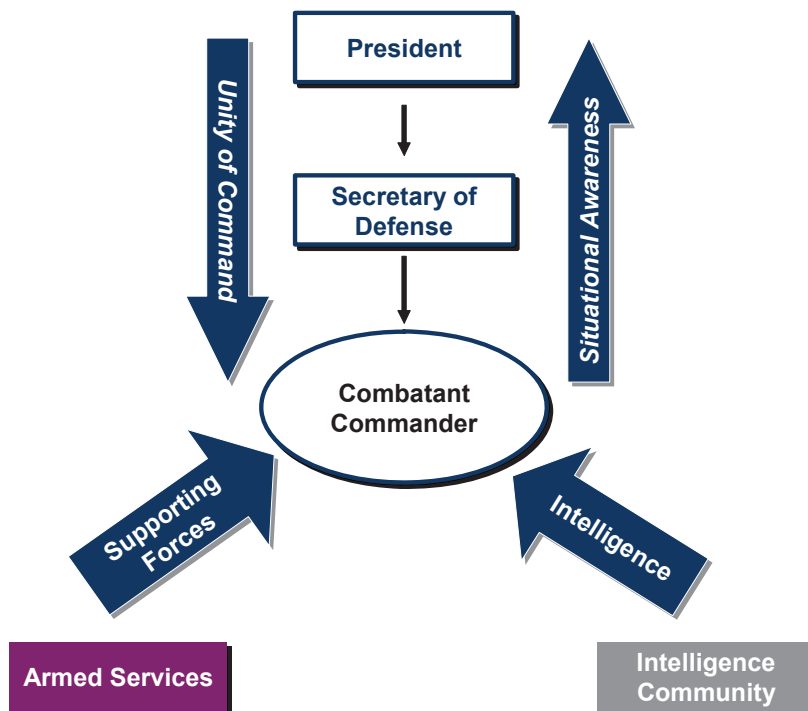 President
Unity of Command
Situational Awareness
Secretary of
Defense
Combatant
Commander
Supporting
Forces
Intelligence
Armed Services
Intelligence
Community